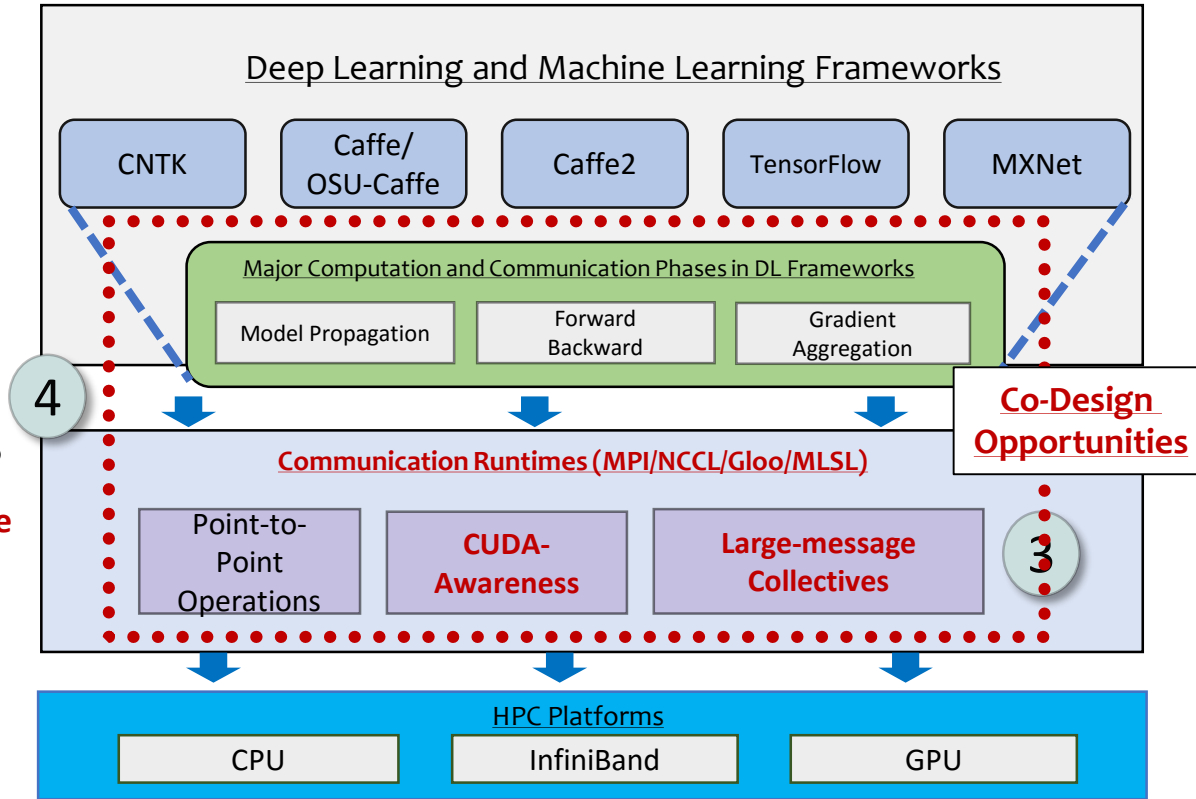 Deep Learning and Machine Learning Frameworks
CNTK
Caffe/
OSU-Caffe
Caffe2
TensorFlow
MXNet
Major Computation and Communication Phases in DL Frameworks
Model Propagation
Forward
Backward
Gradient
Aggregation
4
Co-Design
Opportunities
Communication Runtimes (MPI/NCCL/Gloo/MLSL)
Point-to-
Point
Operations
CUDA-
Awareness
Large-message
Collectives
3
HPC Platforms
CPU
InfiniBand
GPU